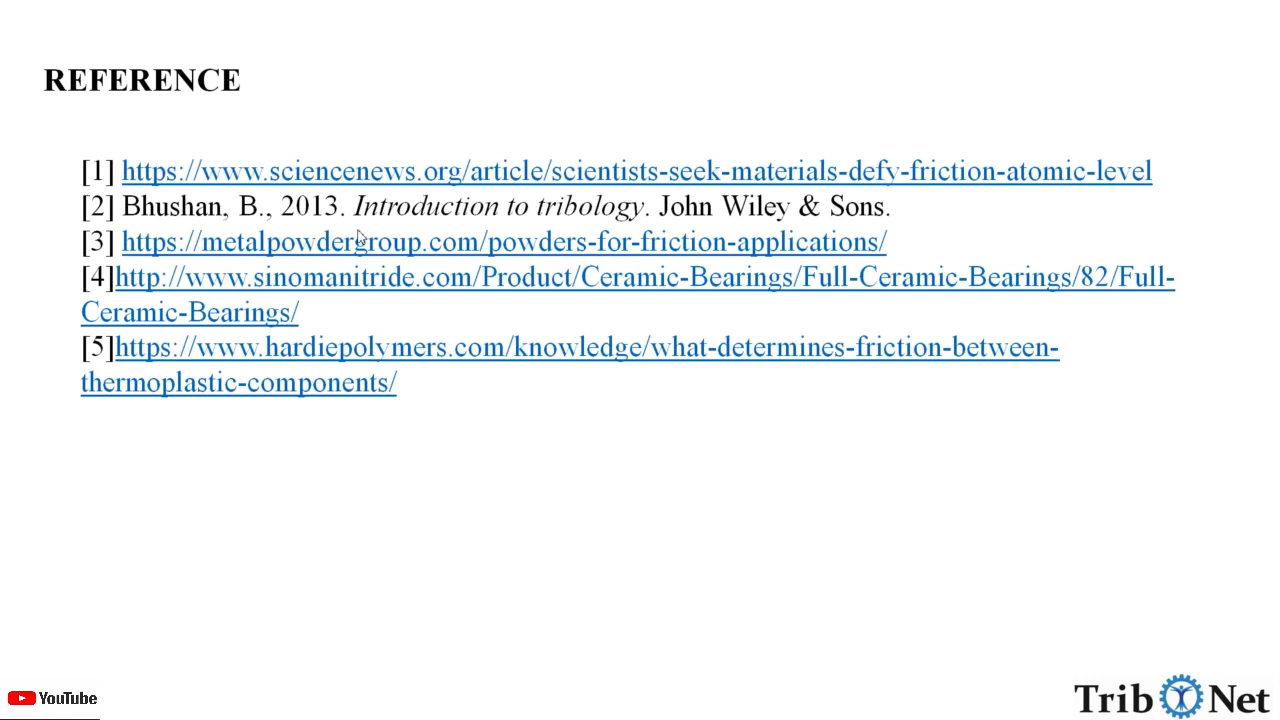 REFERENCE
[1] https://www.sciencenews.org/article/scientists-seek-materials-defy-friction-atomic-level
[2] Bhushan, B., 2013. Introduction to tribology. John Wiley & Sons.
[3] https://metalpowdergroup.com/powders-for-friction-applications/
[4]http://www.sinomanitride.com/Product/Ceramic-Bearings/Full-Ceramic-Bearings/82/Full-
Ceramic-Bearings/
[5]https://www.hardiepolymers.com/knowledge/what-determines-friction-between-
thermoplastic-components/
YouTube
Trib Net